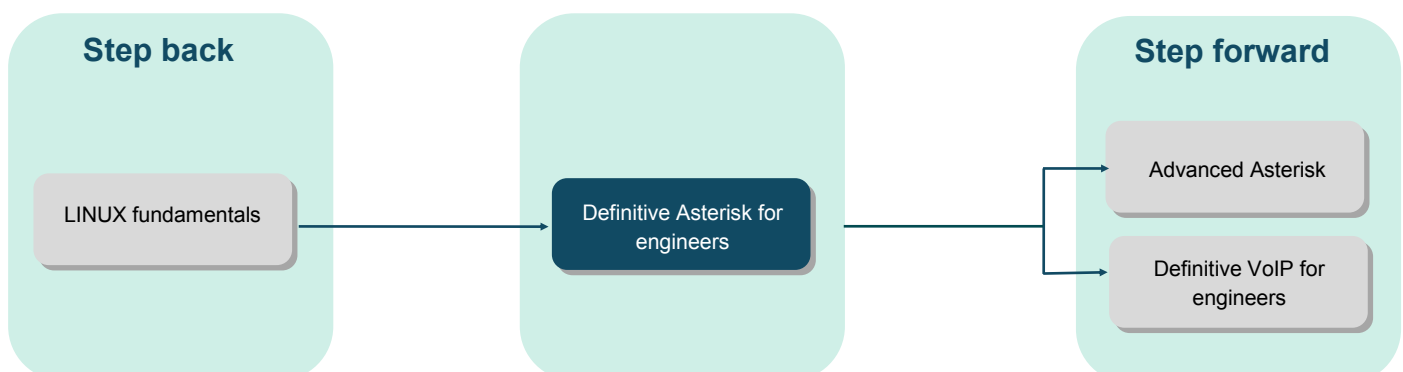 Step back
LINUX fundamentals
Definitive Asterisk for
engineers
Step forward
Advanced Asterisk
Definitive VoIP for
engineers